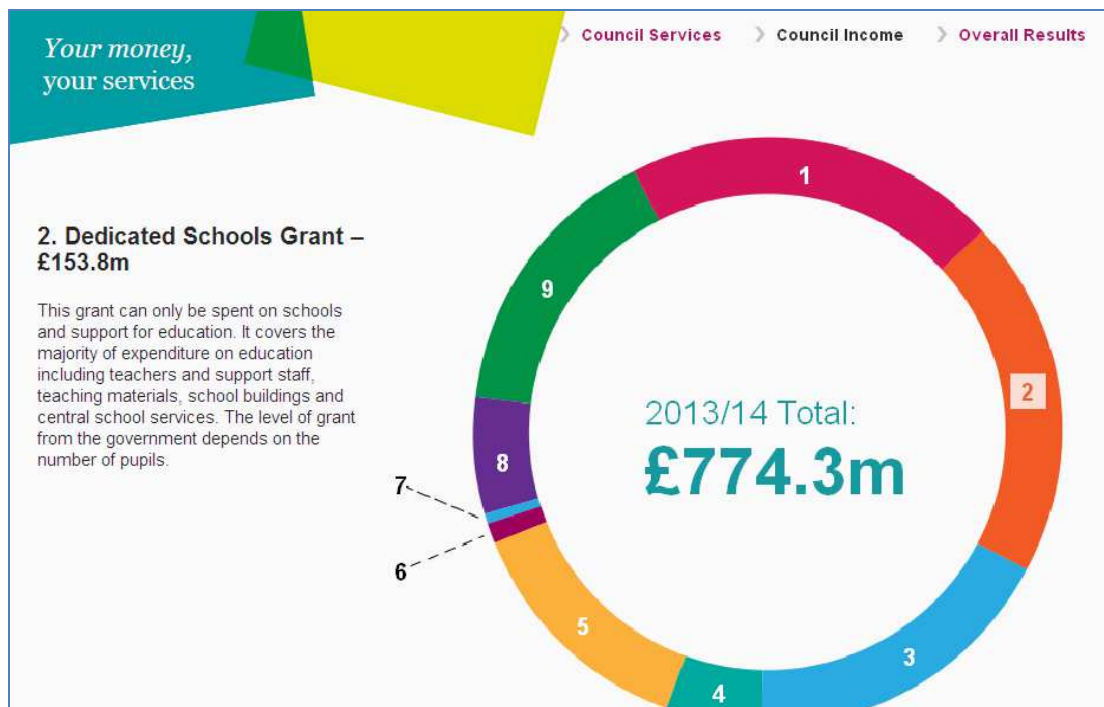 Your money,
your services
Council Services
Council Income
Overall Results
2. Dedicated Schools Grant –
£153.8m
This grant can only be spent on schools
and support for education. It covers the
majority of expenditure on education
including teachers and support staff,
teaching materials, school buildings and
central school services. The level of grant
from the government depends on the
number of pupils.
2013/14 Total:
£774.3m
1
2
3
4
5
6
7
8
9